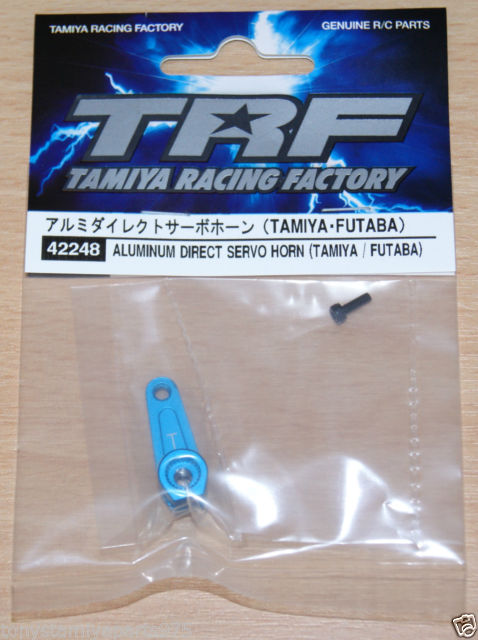 TAMIYA RACING FACTORY
GENUINE R/C PARTS
TRF
TAMIYA RACING FACTORY
アルミダイレクトサーボホーン（TAMIYA・FUTABA）
42248 ALUMINUM DIRECT SERVO HORN (TAMIYA / FUTABA)
T